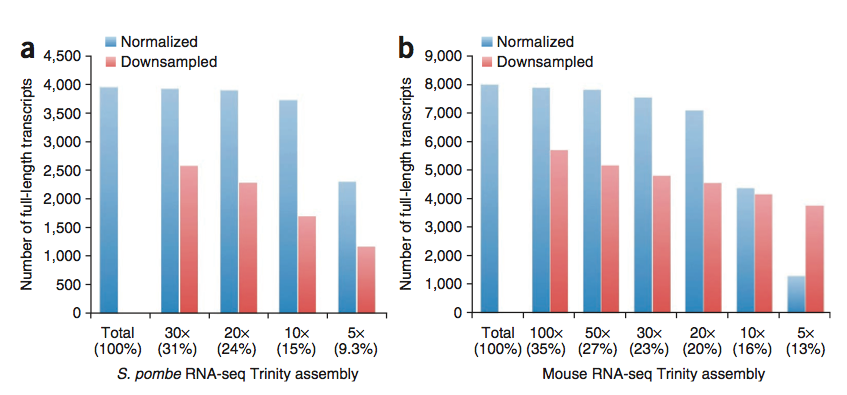 a
Normalized
Downsampled
Number of full-length transcripts
4,500
4,000
3,500
3,000
2,500
2,000
1,500
1,000
500
0
Total 30× 20× 10× 5×
(100%) (31%) (24%) (15%) (9.3%)
S. pombe RNA-seq Trinity assembly
b
Normalized
Downsampled
Number of full-length transcripts
9,000
8,000
7,000
6,000
5,000
4,000
3,000
2,000
1,000
0
Total 100× 50× 30× 20× 10× 5×
(100%) (35%) (27%) (23%) (20%) (16%) (13%)
Mouse RNA-seq Trinity assembly